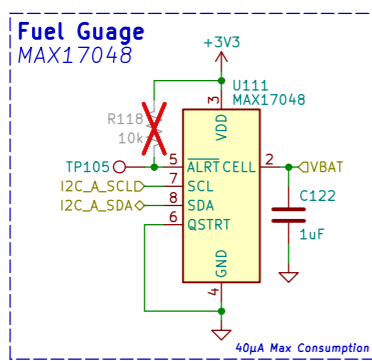 Fuel Guage
MAX17048
+3V3
U111
MAX17048
R118
10k
3
VDD
TP105
5
ALRT
CELL
2
VBAT
I2C_A_SCL
7
SCL
I2C_A_SDA
8
SDA
6
QSTRT
C122
1uF
GND
4
40µA Max Consumption